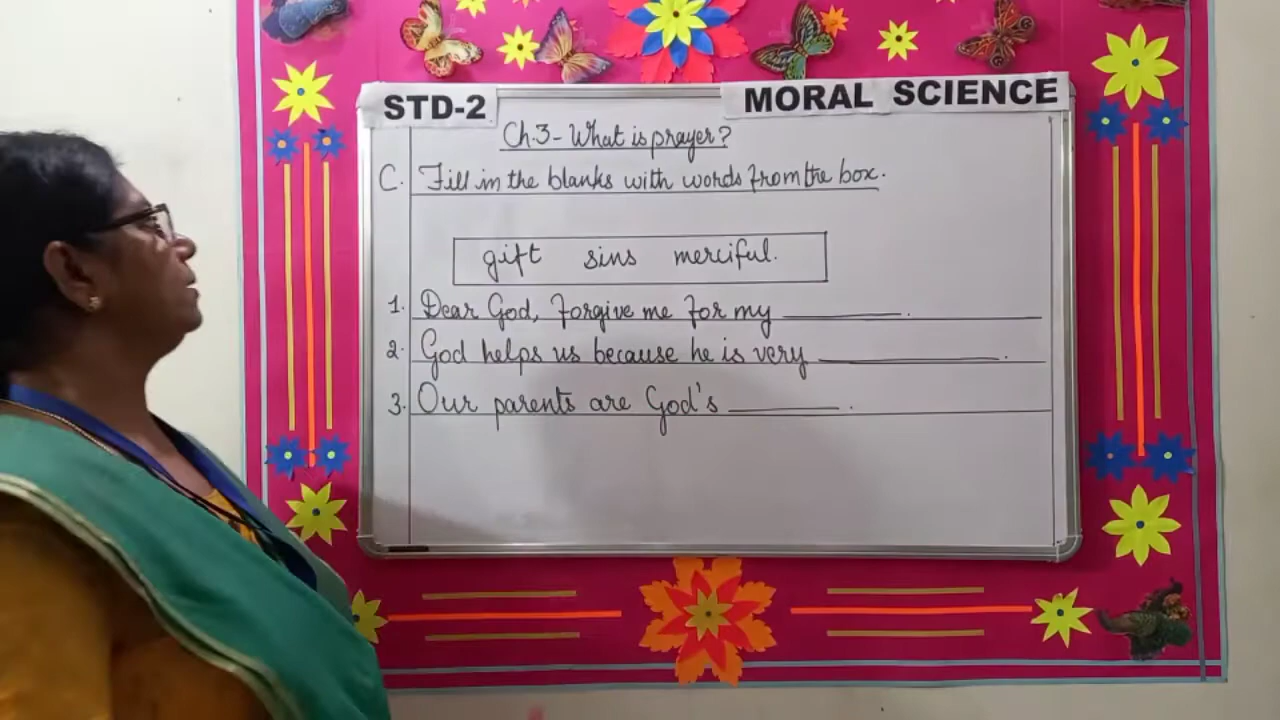 STD-2
MORAL SCIENCE
Ch.3 - What is prayer?
C. Fill in the blanks with words from the box.
gift sins merciful.
1. Dear God, forgive me for my ________.
2. God helps us because he is very ____________.
3. Our parents are God's ________.